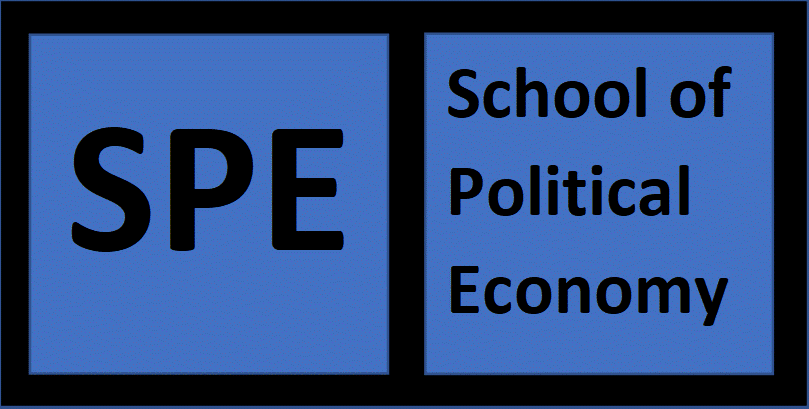 SPE
School of
Political
Economy